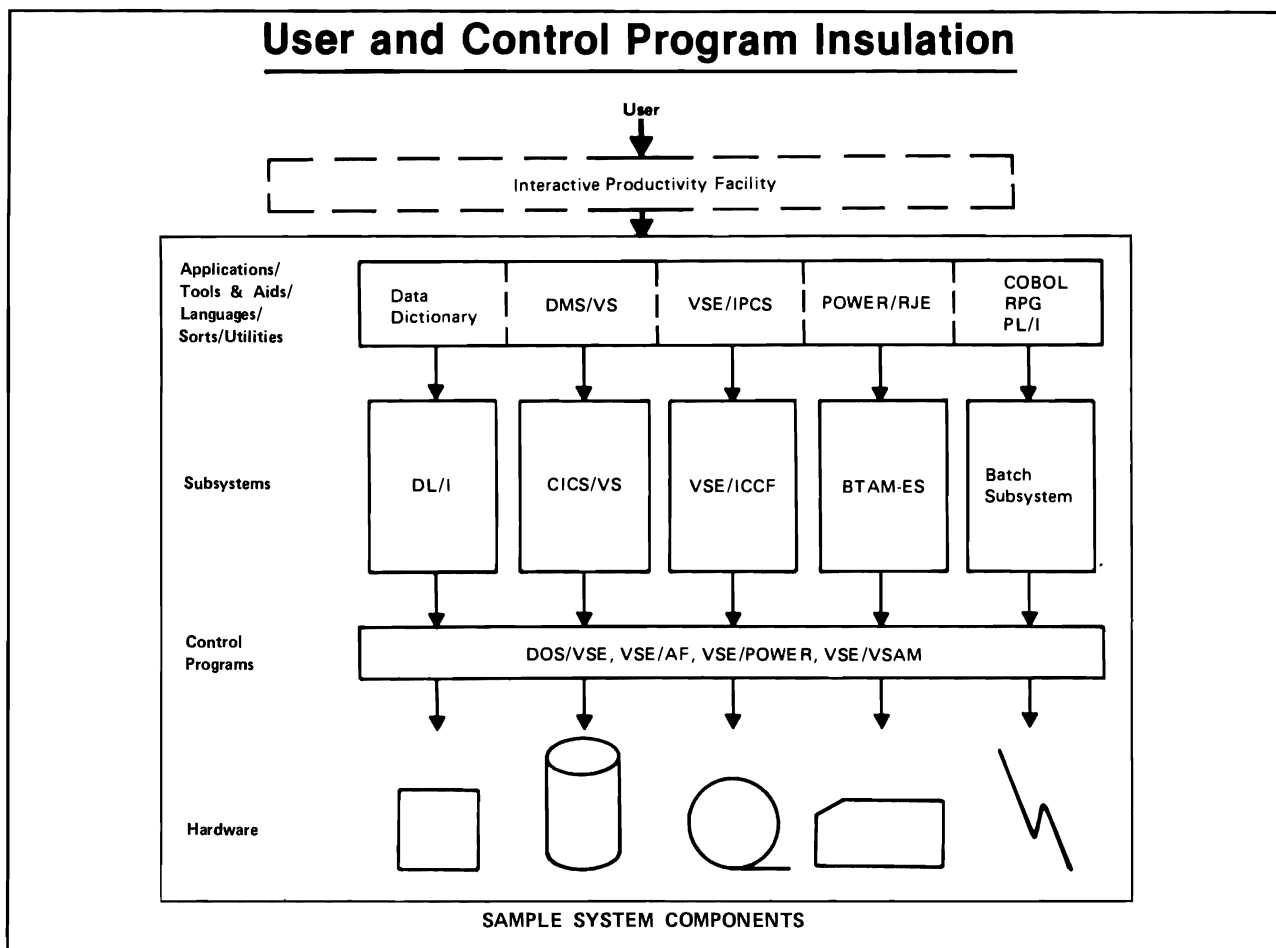 User and Control Program Insulation
User
Interactive Productivity Facility
Applications/
Tools & Aids/
Languages/
Sorts/Utilities
Data
Dictionary
DMS/VS
VSE/IPCS
POWER/RJE
COBOL
RPG
PL/I
Subsystems
DL/I
CICS/VS
VSE/ICCF
BTAM-ES
Batch
Subsystem
Control
Programs
DOS/VSE, VSE/AF, VSE/POWER, VSE/VSAM
Hardware
SAMPLE SYSTEM COMPONENTS